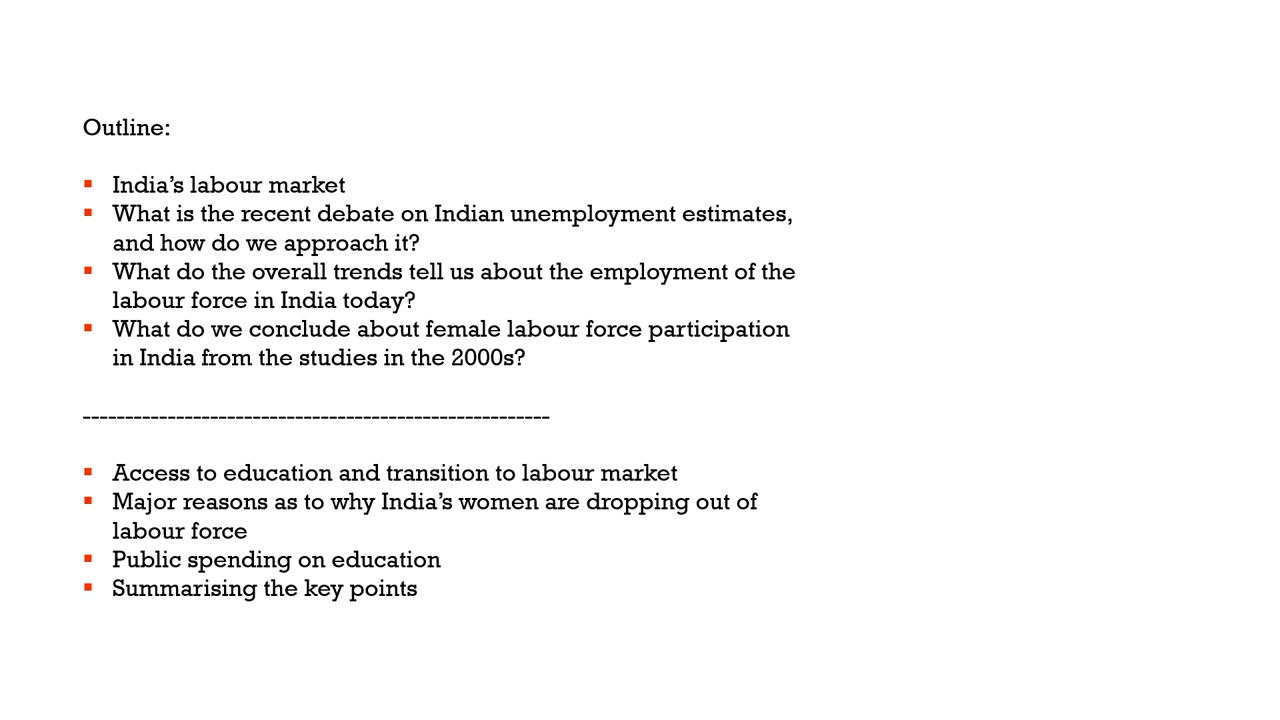 Outline:
▪ India’s labour market
▪ What is the recent debate on Indian unemployment estimates,
and how do we approach it?
▪ What do the overall trends tell us about the employment of the
labour force in India today?
▪ What do we conclude about female labour force participation
in India from the studies in the 2000s?
-------------------------------------------------------
▪ Access to education and transition to labour market
▪ Major reasons as to why India’s women are dropping out of
labour force
▪ Public spending on education
▪ Summarising the key points